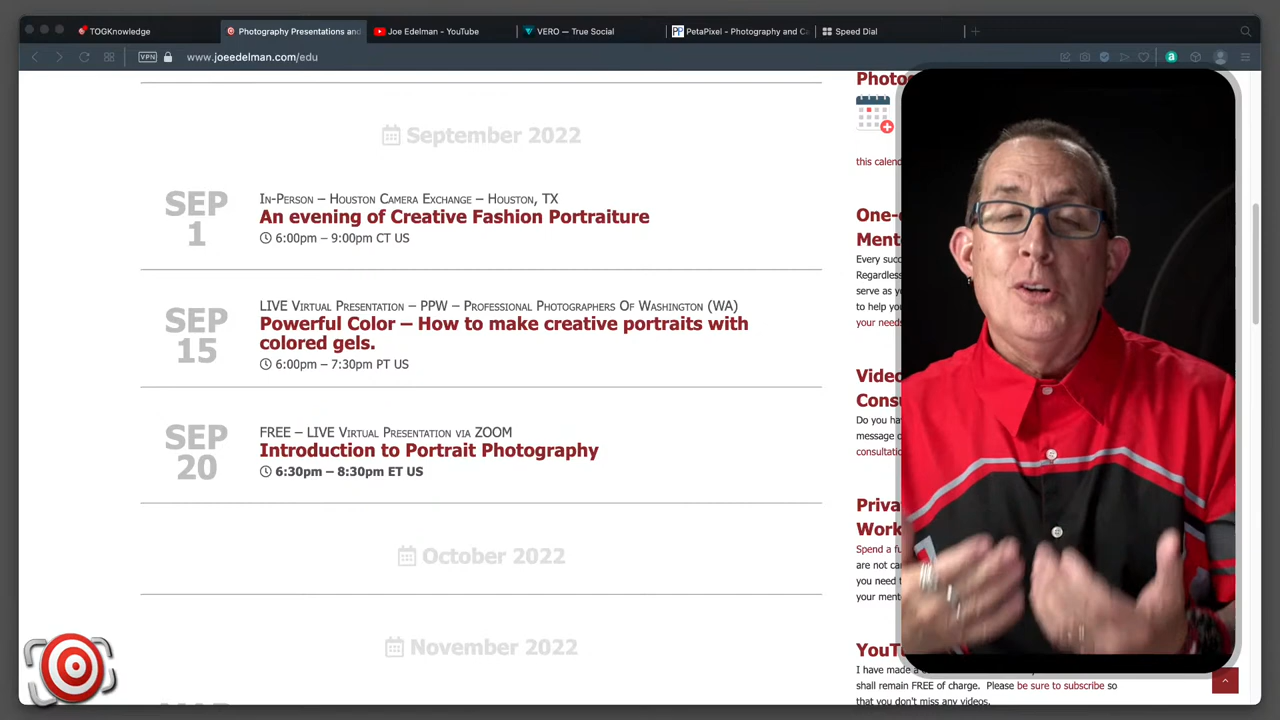 TOGKnowledge
Photography Presentations and
Joe Edelman - YouTube
VERO — True Social
PetaPixel - Photography and Ca
Speed Dial
VPN
www.joeedelman.com/edu
a
September 2022
SEP
1
In-Person – Houston Camera Exchange – Houston, TX
An evening of Creative Fashion Portraiture
6:00pm – 9:00pm CT US
SEP
15
LIVE Virtual Presentation – PPW – Professional Photographers Of Washington (WA)
Powerful Color – How to make creative portraits with
colored gels.
6:00pm – 7:30pm PT US
SEP
20
FREE – LIVE Virtual Presentation via ZOOM
Introduction to Portrait Photography
6:30pm – 8:30pm ET US
October 2022
November 2022
Photo
this calend
One-
Ment
Every succ
Regardless
serve as yo
to help you
your needs
Video
Consu
Do you hav
message o
consultatio
Priva
Work
Spend a fu
are not ca
you need t
your ment
YouT
I have made a
shall remain FREE of charge. Please be sure to subscribe so
that you don't miss any videos.